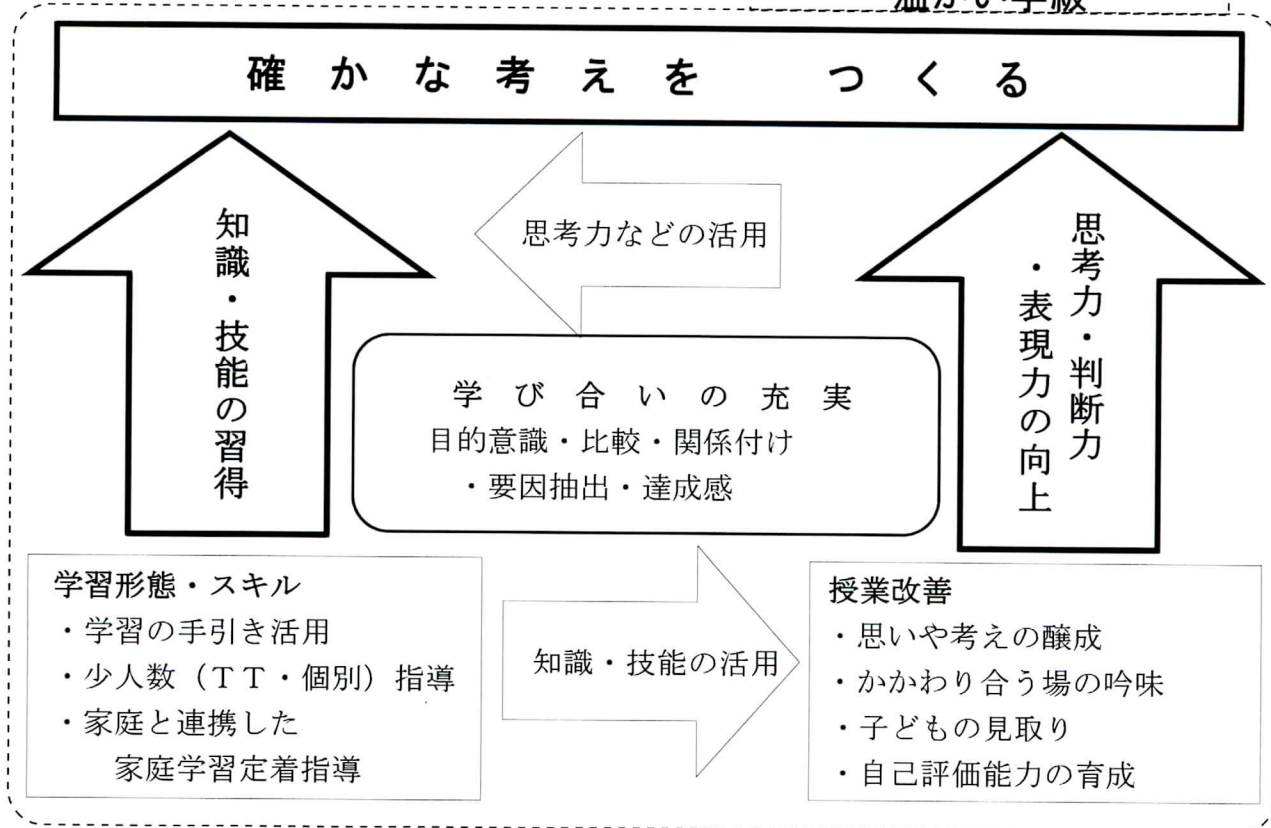 確かな考えを つくる
知識・技能の習得
思考力などの活用
思考力・判断力
・表現力の向上
学び合いの充実
目的意識・比較・関係付け
・要因抽出・達成感
学習形態・スキル
・学習の手引き活用
・少人数（ＴＴ・個別）指導
・家庭と連携した
家庭学習定着指導
知識・技能の活用
授業改善
・思いや考えの醸成
・かかわり合う場の吟味
・子どもの見取り
・自己評価能力の育成